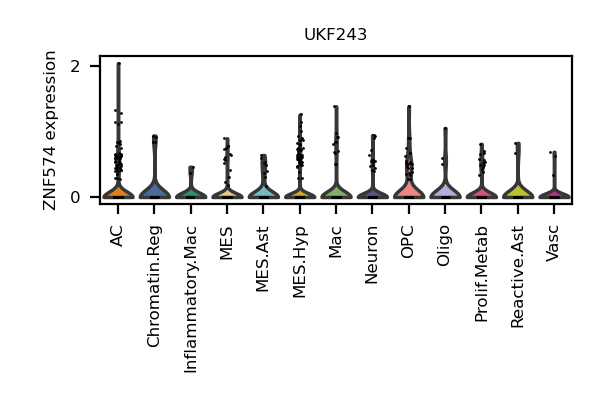 UKF243
ZNF574 expression
2
0
AC
Chromatin.Reg
Inflammatory.Mac
MES
MES.Ast
MES.Hyp
Mac
Neuron
OPC
Oligo
Prolif.Metab
Reactive.Ast
Vasc